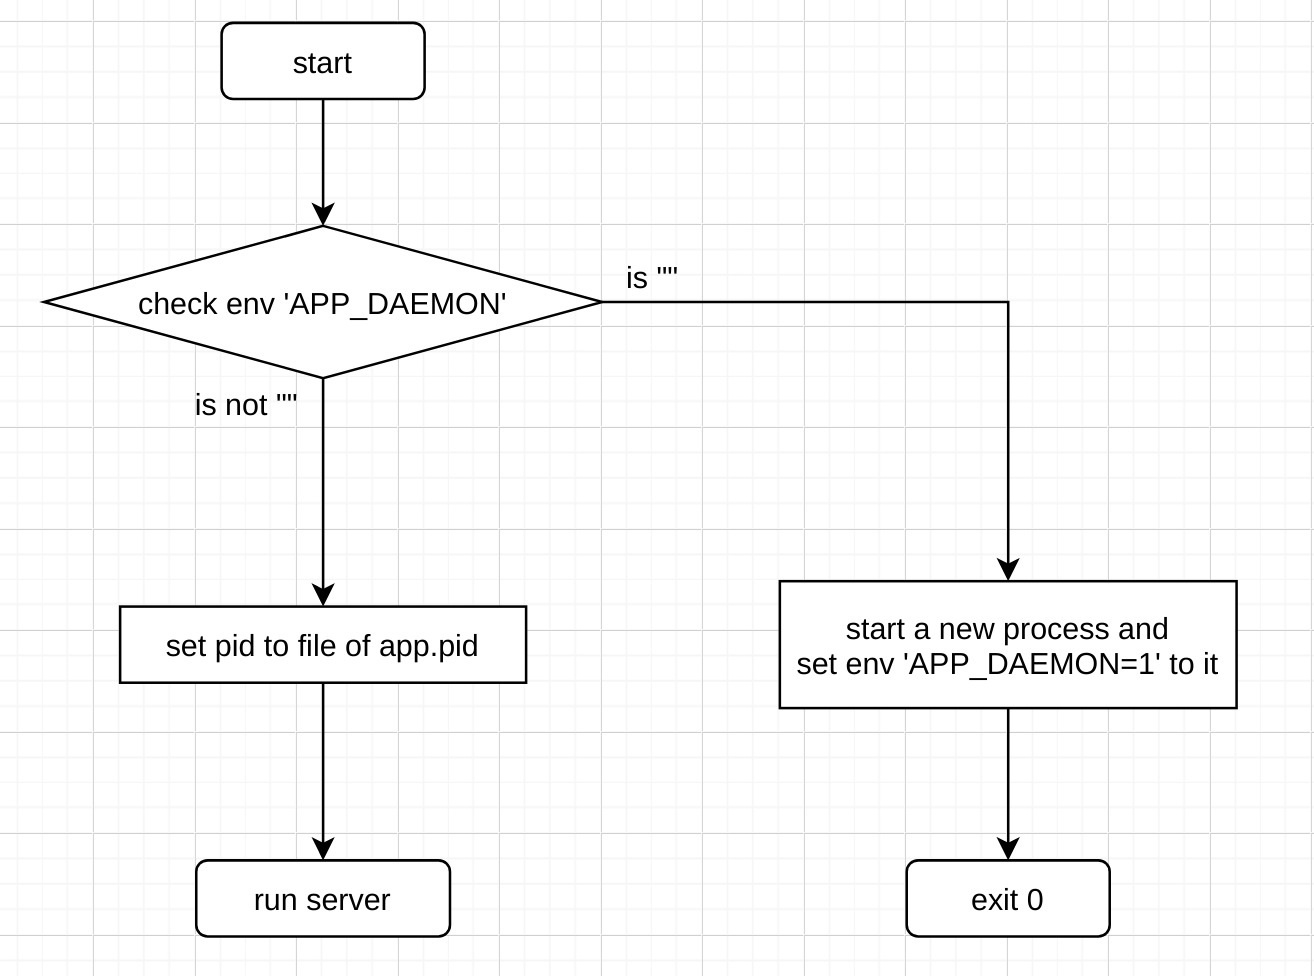 start
check env 'APP_DAEMON'
is ""
is not ""
set pid to file of app.pid
start a new process and
set env 'APP_DAEMON=1' to it
run server
exit 0